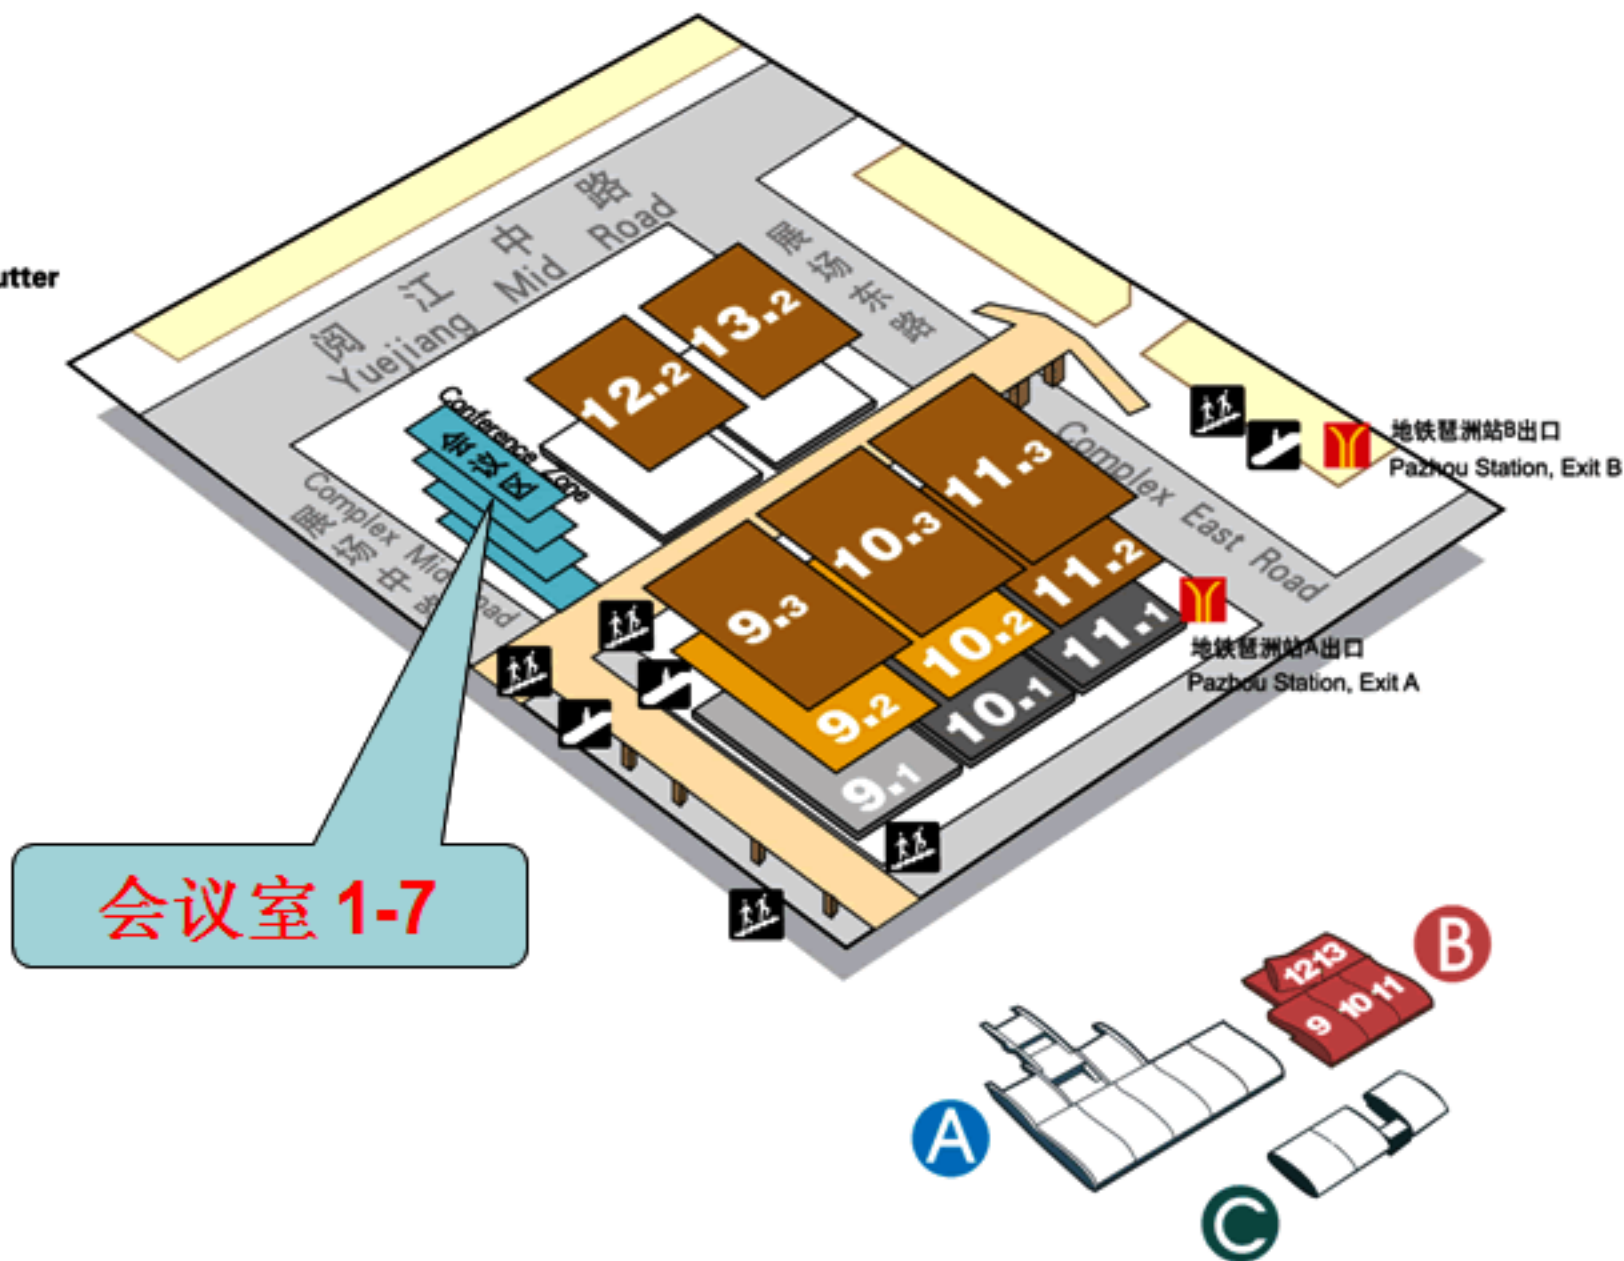 utter
阅江中路
Yuejiang Mid Road
展场东路
13.2
12.2
Conference Zone
会议区
Complex Mid Road
展场中路
Complex East Road
11.3
10.3
9.3
11.2
10.2
9.2
11.1
10.1
9.1
地铁琶洲站B出口
Pazhou Station, Exit B
地铁琶洲站A出口
Pazhou Station, Exit A
会议室 1-7
B
12 13
9 10 11
A
C